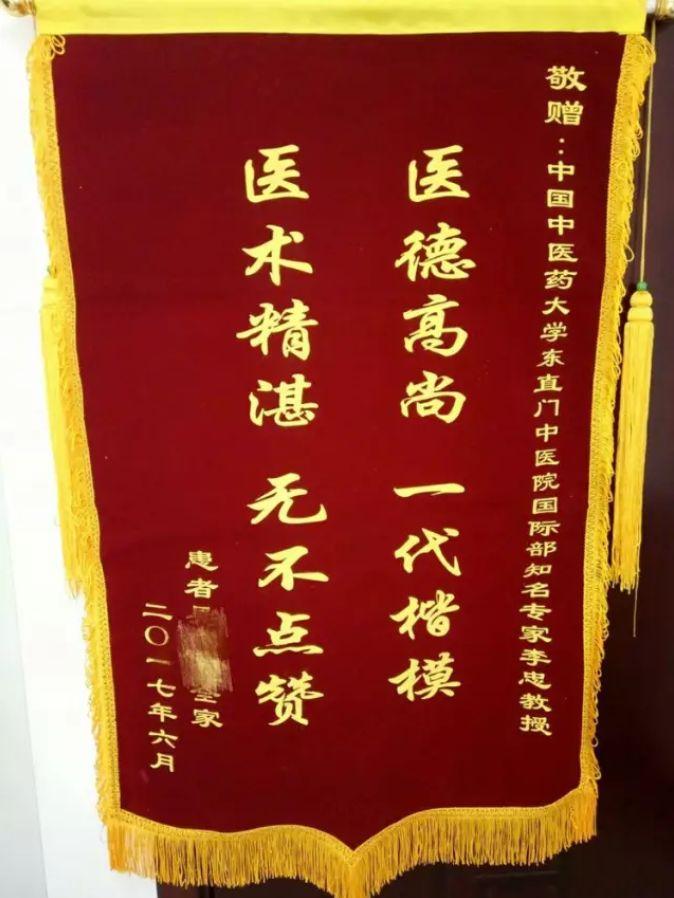 敬赠：中国中医药大学东直门中医院国际部知名专家李忠教授
医德高尚 一代楷模
医术精湛 无不点赞
患者全家
二〇一七年六月